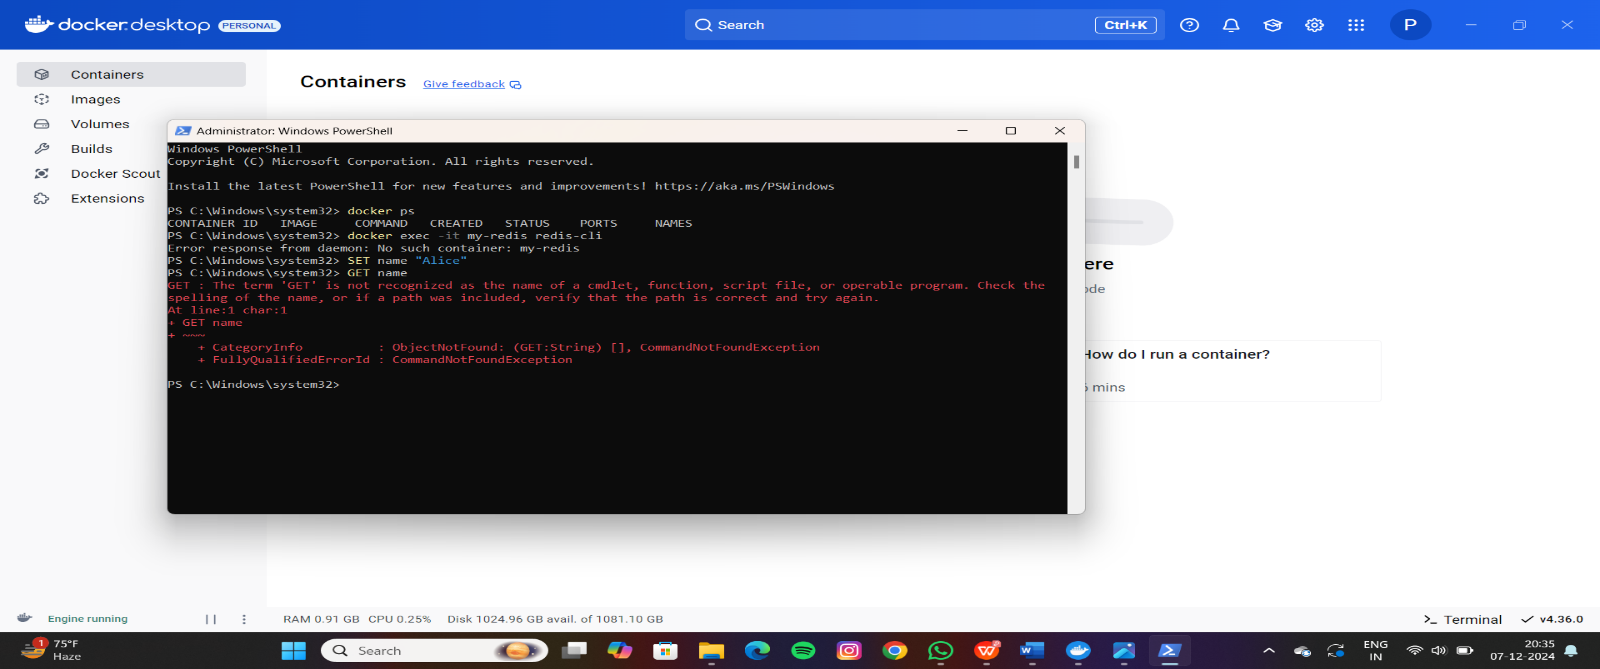 docker.desktop PERSONAL
Search Ctrl+K
P
Containers
Images
Volumes
Builds
Docker Scout
Extensions
Containers Give feedback
Administrator: Windows PowerShell
Windows PowerShell
Copyright (C) Microsoft Corporation. All rights reserved.
Install the latest PowerShell for new features and improvements! https://aka.ms/PSWindows
PS C:\Windows\system32> docker ps
CONTAINER ID   IMAGE     COMMAND   CREATED   STATUS    PORTS     NAMES
PS C:\Windows\system32> docker exec -it my-redis redis-cli
Error response from daemon: No such container: my-redis
PS C:\Windows\system32> SET name "Alice"
PS C:\Windows\system32> GET name
GET : The term 'GET' is not recognized as the name of a cmdlet, function, script file, or operable program. Check the
spelling of the name, or if a path was included, verify that the path is correct and try again.
At line:1 char:1
+ GET name
+ ~~~
    + CategoryInfo          : ObjectNotFound: (GET:String) [], CommandNotFoundException
    + FullyQualifiedErrorId : CommandNotFoundException
PS C:\Windows\system32>
ere
ode
How do I run a container?
6 mins
Engine running
RAM 0.91 GB CPU 0.25% Disk 1024.96 GB avail. of 1081.10 GB
>_ Terminal
v4.36.0
1
75°F
Haze
Search
ENG
IN
20:35
07-12-2024